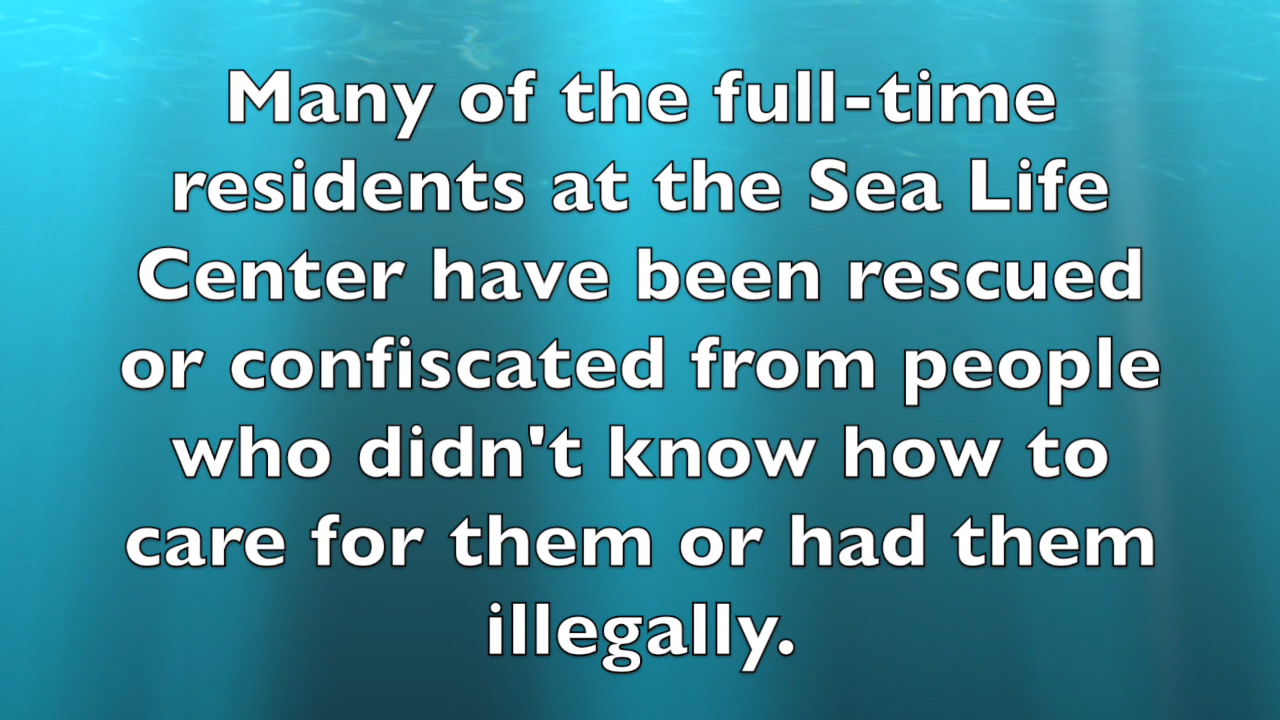 Many of the full-time
residents at the Sea Life
Center have been rescued
or confiscated from people
who didn't know how to
care for them or had them
illegally.